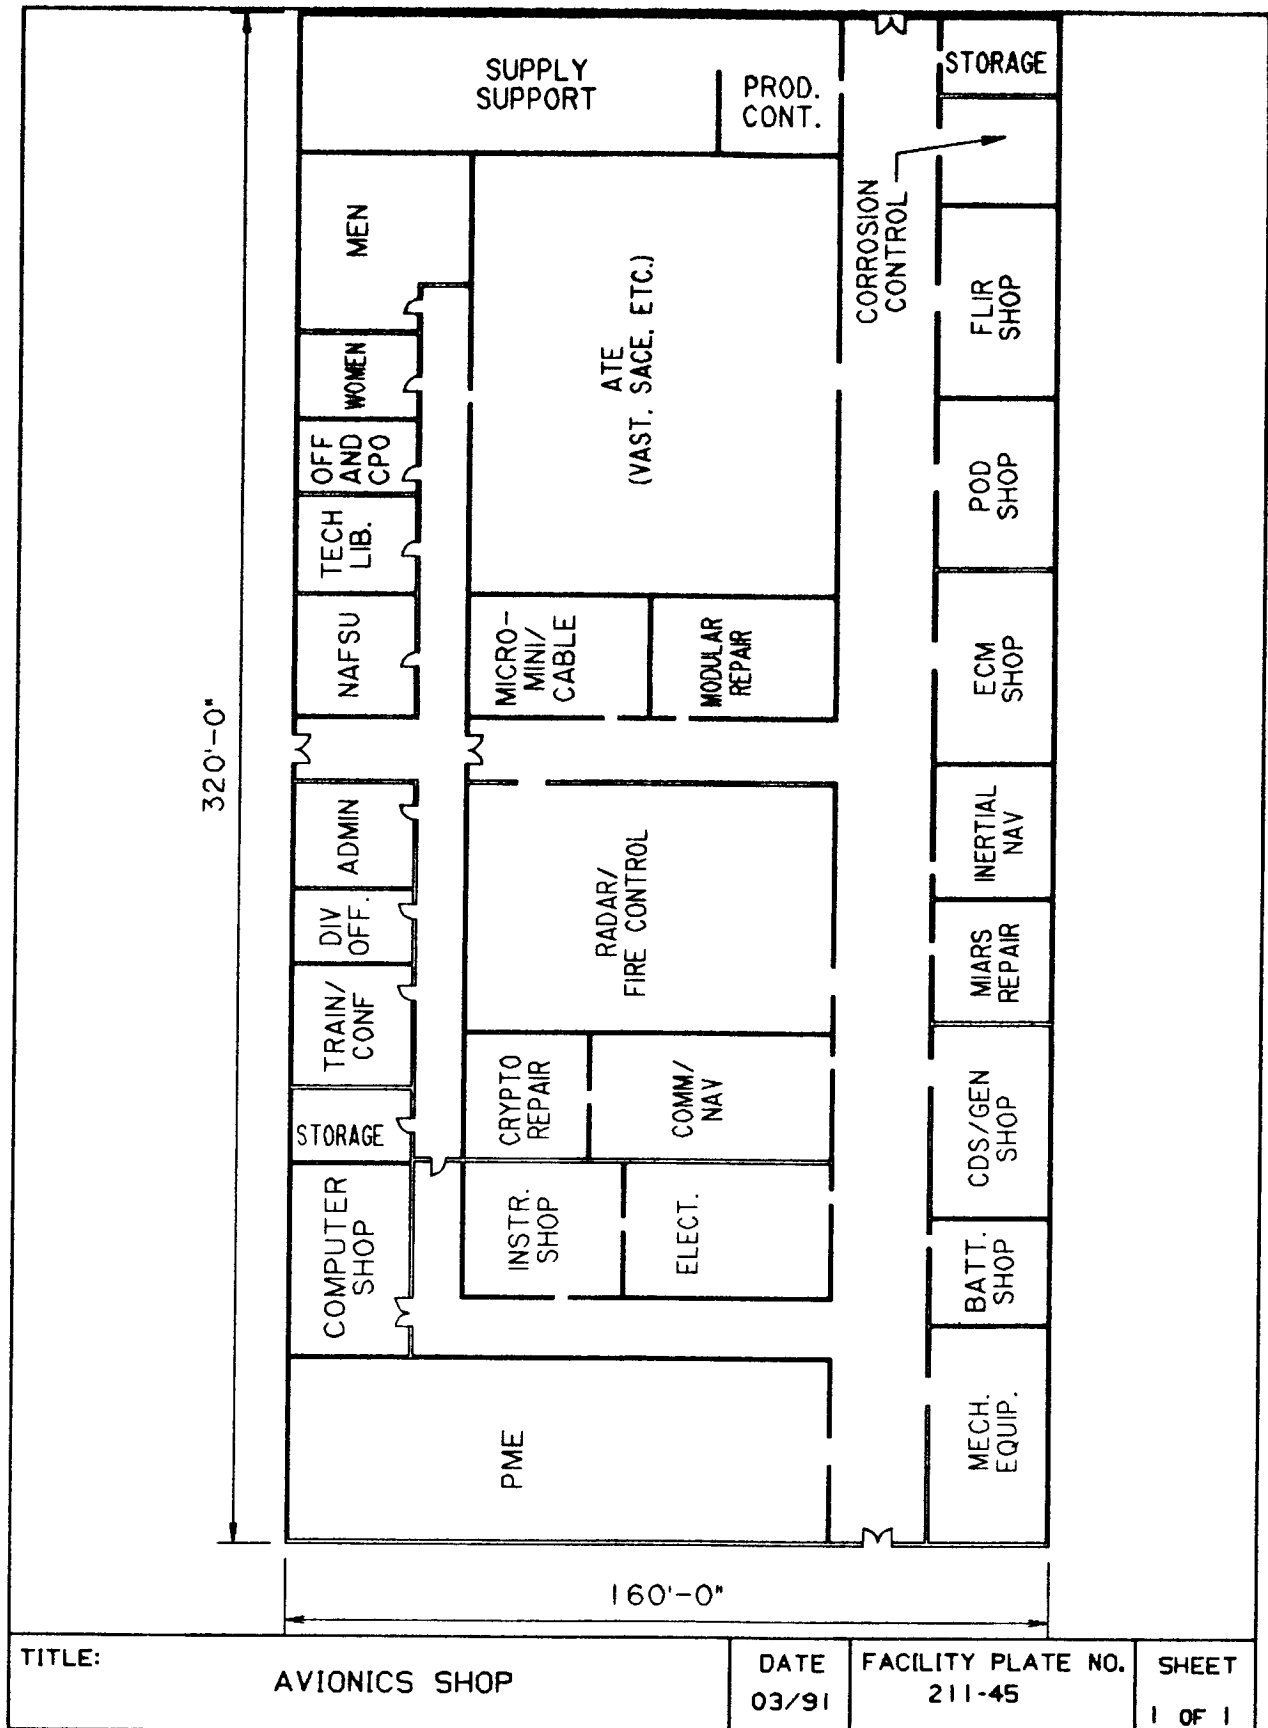 SUPPLY
SUPPORT
PROD.
CONT.
STORAGE
CORROSION
CONTROL
MEN
WOMEN
OFF
AND
CPO
TECH
LIB.
NAFSU
ATE
(VAST. SACE. ETC.)
FLIR
SHOP
POD
SHOP
MICRO-
MINI/
CABLE
MODULAR
REPAIR
ECM
SHOP
320'-0"
ADMIN
DIV
OFF.
TRAIN/
CONF
STORAGE
RADAR/
FIRE CONTROL
INERTIAL
NAV
MIARS
REPAIR
CRYPTO
REPAIR
COMM/
NAV
CDS/GEN
SHOP
COMPUTER
SHOP
INSTR.
SHOP
ELECT.
BATT.
SHOP
PME
MECH.
EQUIP.
160'-0"
TITLE:
AVIONICS SHOP
DATE
03/91
FACILITY PLATE NO.
211-45
SHEET
1 OF 1